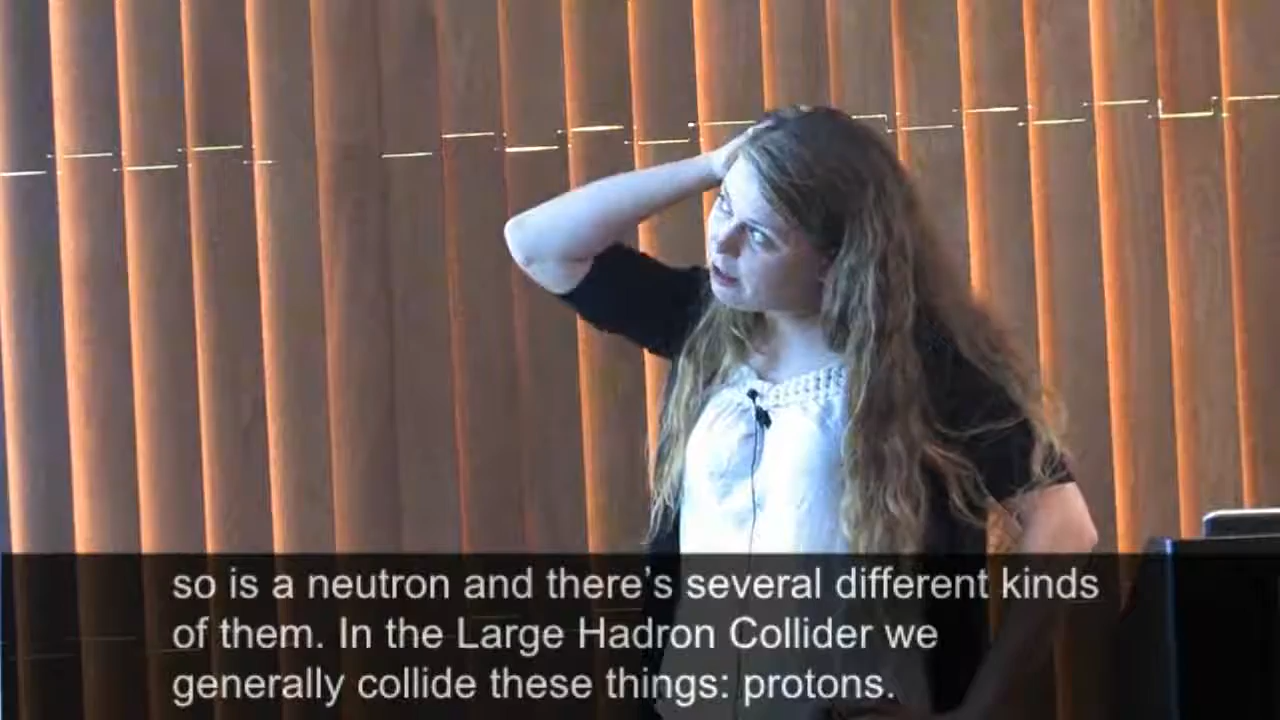 so is a neutron and there’s several different kinds
of them. In the Large Hadron Collider we
generally collide these things: protons.